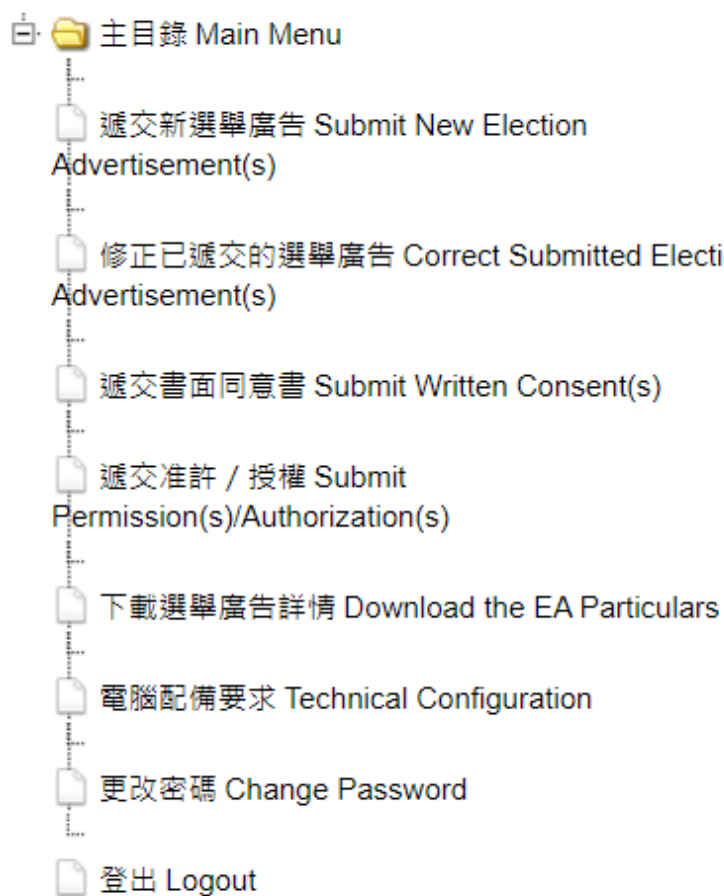 主目錄 Main Menu
遞交新選舉廣告 Submit New Election
Advertisement(s)
修正已遞交的選舉廣告 Correct Submitted Electi
Advertisement(s)
遞交書面同意書 Submit Written Consent(s)
遞交准許／授權 Submit
Permission(s)/Authorization(s)
下載選舉廣告詳情 Download the EA Particulars
電腦配備要求 Technical Configuration
更改密碼 Change Password
登出 Logout